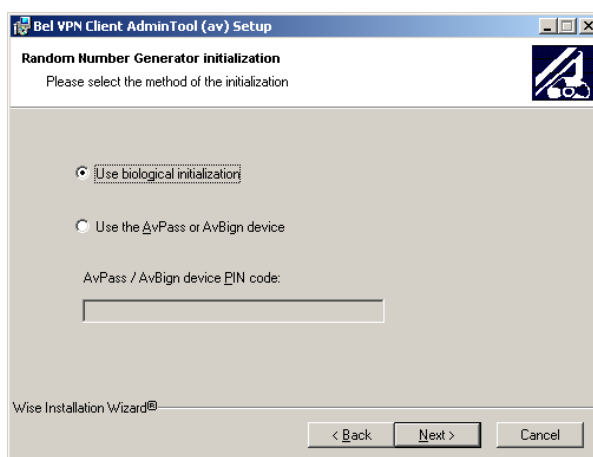 Bel VPN Client AdminTool (av) Setup
Random Number Generator initialization
Please select the method of the initialization
Use biological initialization
Use the AvPass or AvBign device
AvPass / AvBign device PIN code:
Wise Installation Wizard®
< Back Next > Cancel